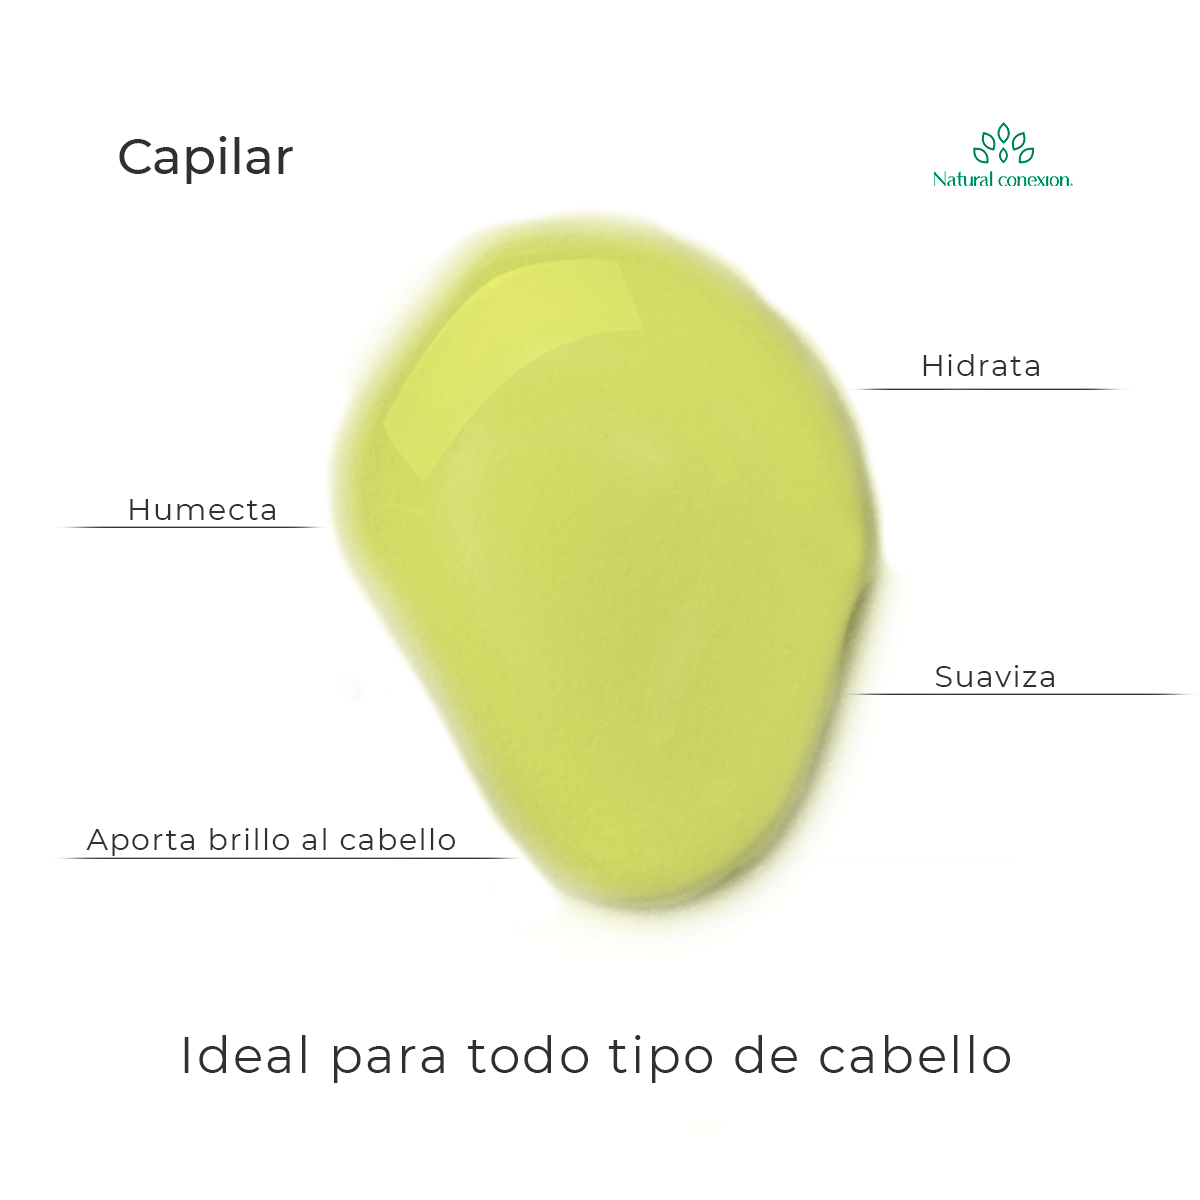 Capilar
Natural conexion.
Hidrata
Humecta
Suaviza
Aporta brillo al cabello
Ideal para todo tipo de cabello